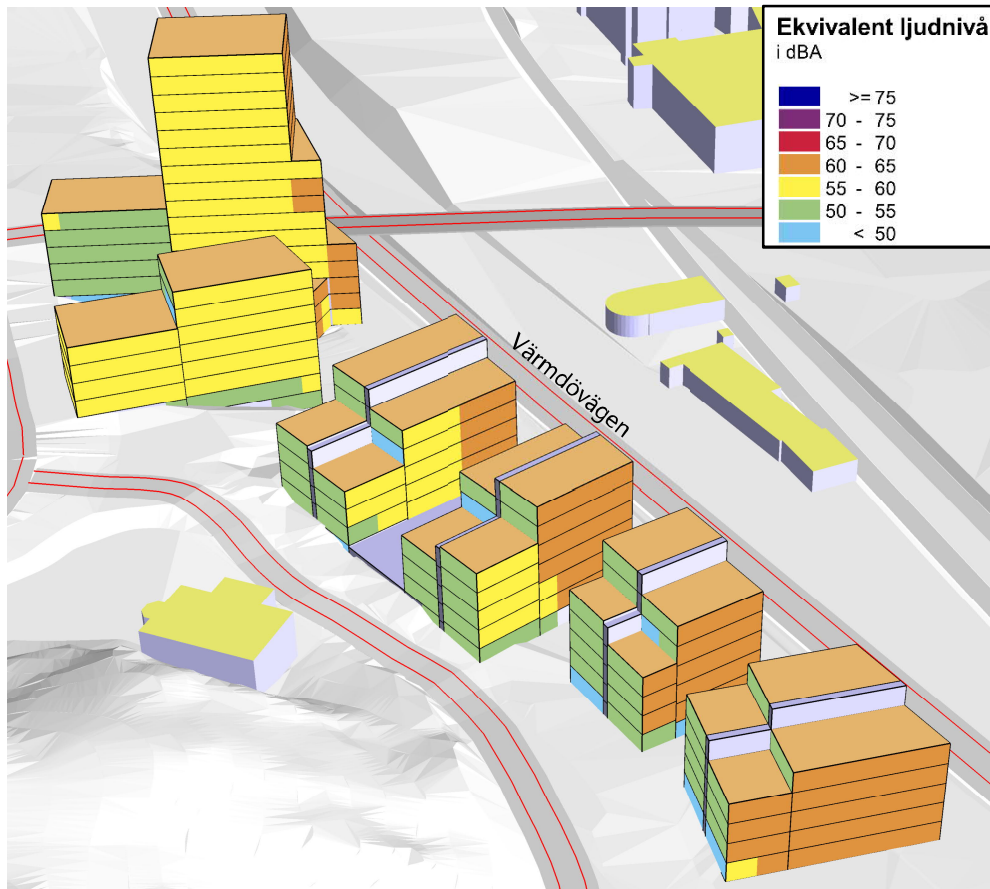 Ekvivalent ljudnivå
i dBA
>= 75
70 - 75
65 - 70
60 - 65
55 - 60
50 - 55
< 50
Värmdövägen